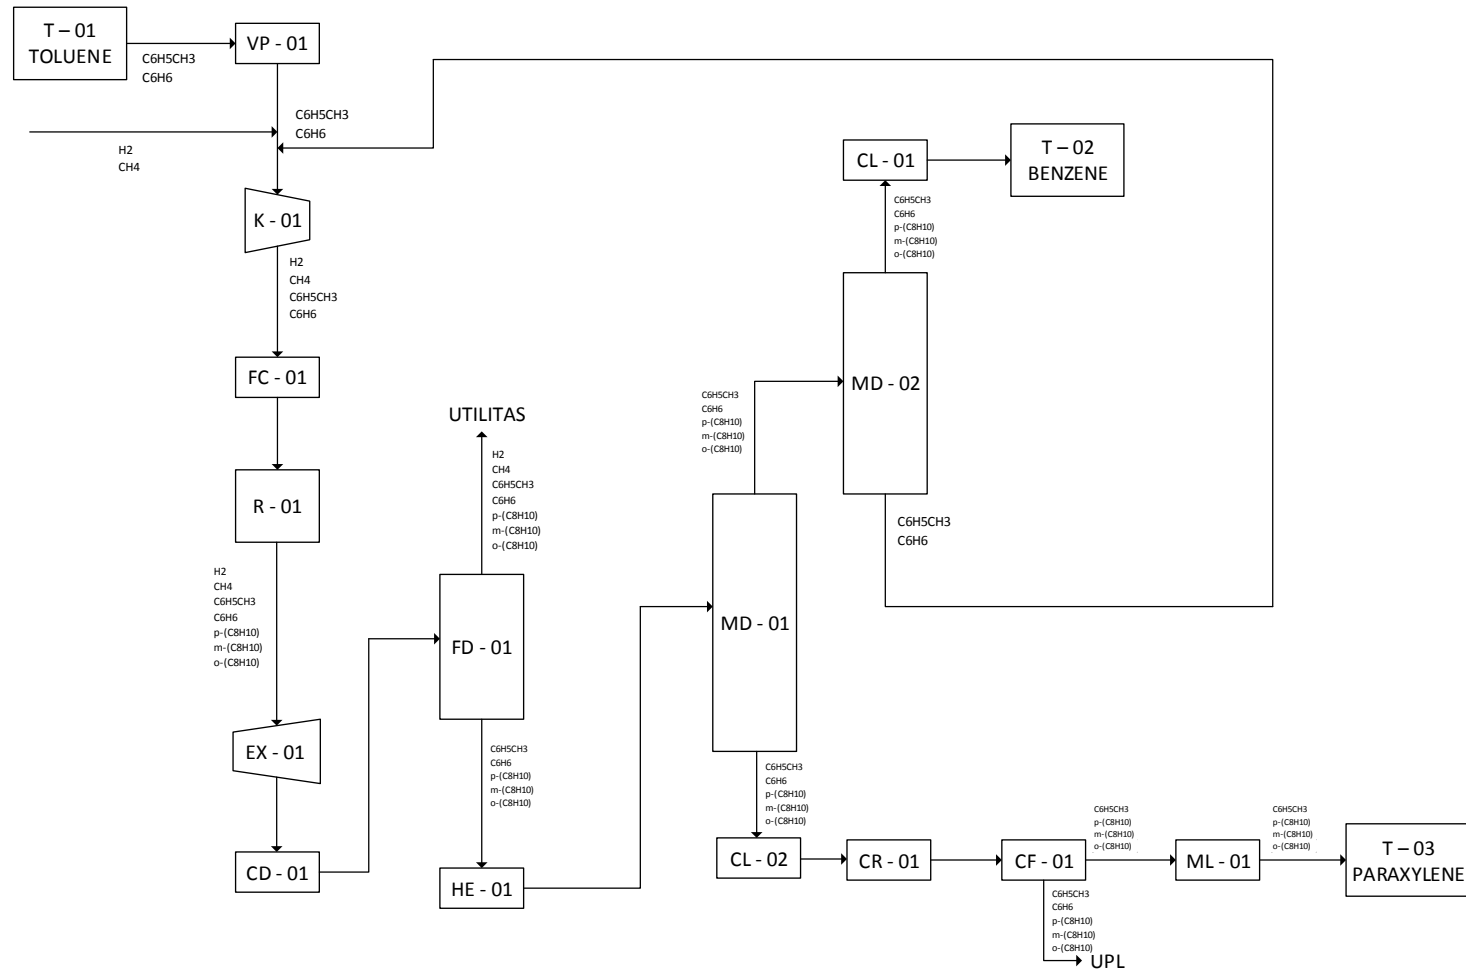 T – 01
TOLUENE
VP - 01
C6H5CH3
C6H6
C6H5CH3
C6H6
H2
CH4
CL - 01
T – 02
BENZENE
K - 01
C6H5CH3
C6H6
p-(C8H10)
m-(C8H10)
o-(C8H10)
H2
CH4
C6H5CH3
C6H6
FC - 01
MD - 02
C6H5CH3
C6H6
p-(C8H10)
m-(C8H10)
o-(C8H10)
UTILITAS
H2
CH4
C6H5CH3
C6H6
p-(C8H10)
m-(C8H10)
o-(C8H10)
R - 01
C6H5CH3
C6H6
H2
CH4
C6H5CH3
C6H6
p-(C8H10)
m-(C8H10)
o-(C8H10)
FD - 01
MD - 01
EX - 01
C6H5CH3
C6H6
p-(C8H10)
m-(C8H10)
o-(C8H10)
C6H5CH3
C6H6
p-(C8H10)
m-(C8H10)
o-(C8H10)
C6H5CH3
p-(C8H10)
m-(C8H10)
o-(C8H10)
C6H5CH3
p-(C8H10)
m-(C8H10)
o-(C8H10)
CD - 01
HE - 01
CL - 02
CR - 01
CF - 01
ML - 01
T – 03
PARAXYLENE
C6H5CH3
C6H6
p-(C8H10)
m-(C8H10)
o-(C8H10)
UPL